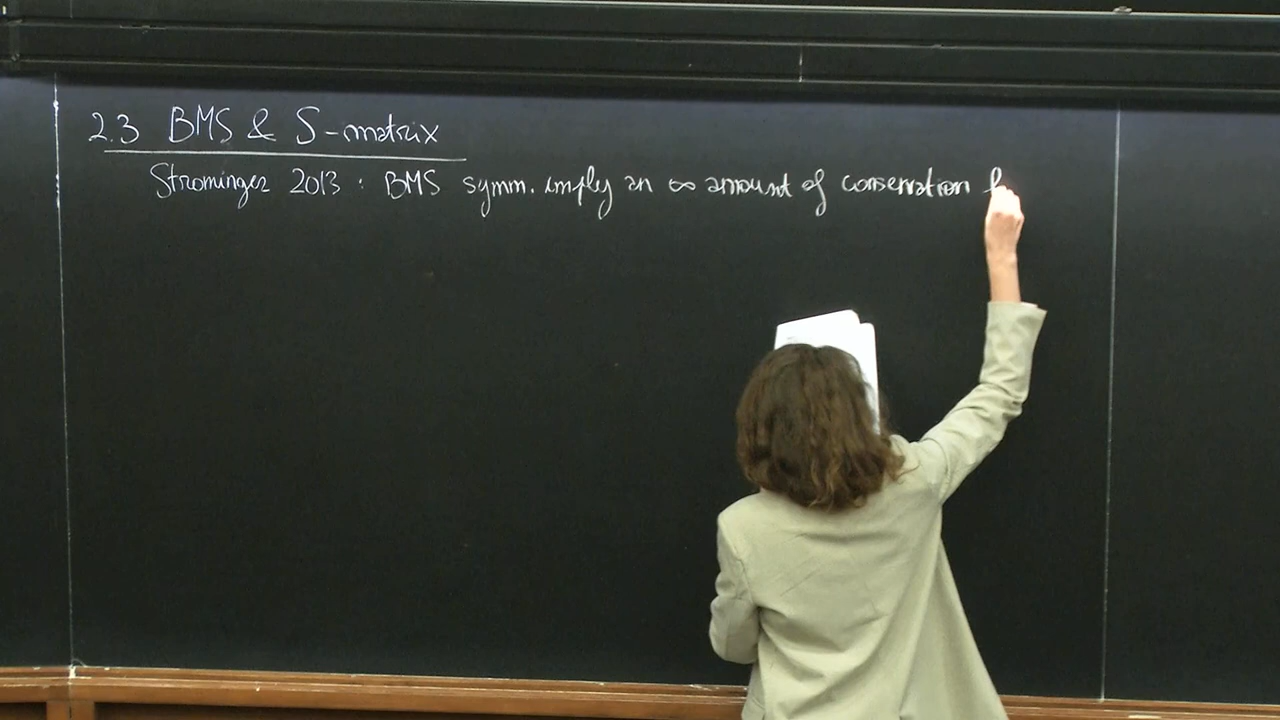 2.3 BMS & S-matrix
Strominger 2013 : BMS symm. imply an ∞ amount of conservation